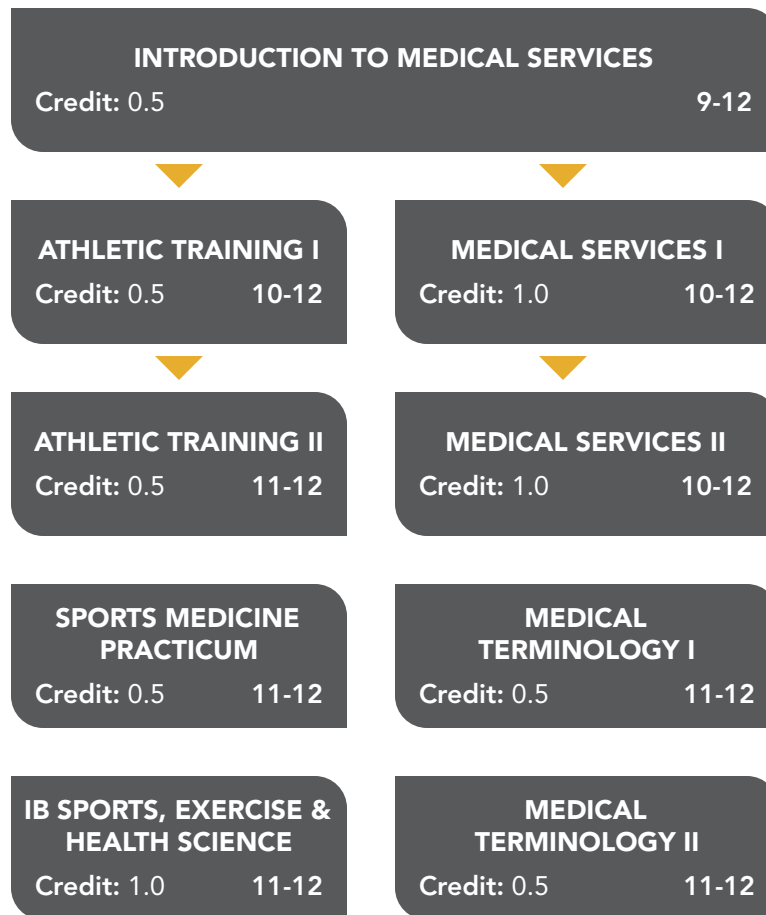 INTRODUCTION TO MEDICAL SERVICES
Credit: 0.5 9-12
ATHLETIC TRAINING I
Credit: 0.5 10-12
MEDICAL SERVICES I
Credit: 1.0 10-12
ATHLETIC TRAINING II
Credit: 0.5 11-12
MEDICAL SERVICES II
Credit: 1.0 10-12
SPORTS MEDICINE
PRACTICUM
Credit: 0.5 11-12
MEDICAL
TERMINOLOGY I
Credit: 0.5 11-12
IB SPORTS, EXERCISE &
HEALTH SCIENCE
Credit: 1.0 11-12
MEDICAL
TERMINOLOGY II
Credit: 0.5 11-12